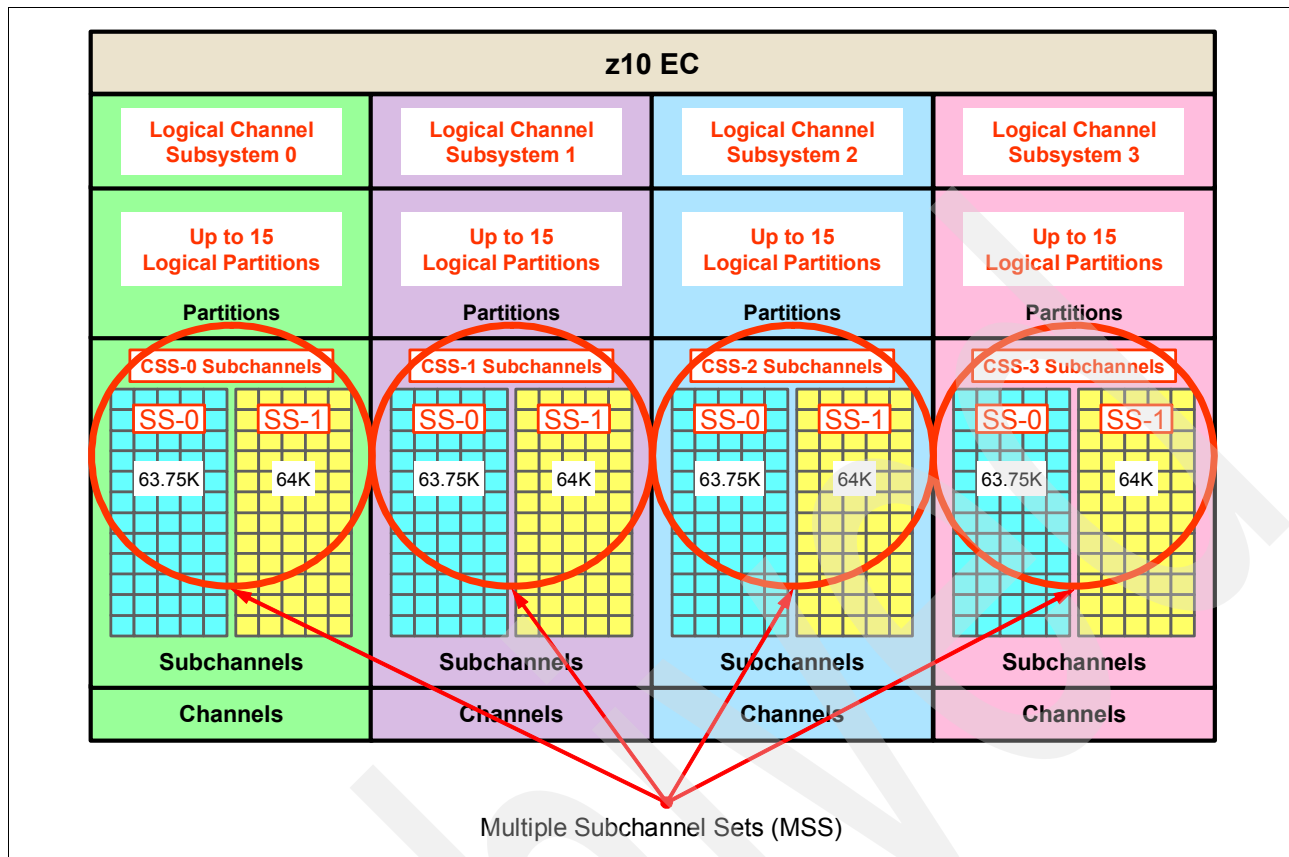 z10 EC
Logical Channel
Subsystem 0
Logical Channel
Subsystem 1
Logical Channel
Subsystem 2
Logical Channel
Subsystem 3
Up to 15
Logical Partitions
Up to 15
Logical Partitions
Up to 15
Logical Partitions
Up to 15
Logical Partitions
Partitions
Partitions
Partitions
Partitions
CSS-0 Subchannels
CSS-1 Subchannels
CSS-2 Subchannels
CSS-3 Subchannels
SS-0
SS-1
SS-0
SS-1
SS-0
SS-1
SS-0
SS-1
63.75K
64K
63.75K
64K
63.75K
64K
63.75K
64K
Subchannels
Subchannels
Subchannels
Subchannels
Channels
Channels
Channels
Channels
Multiple Subchannel Sets (MSS)